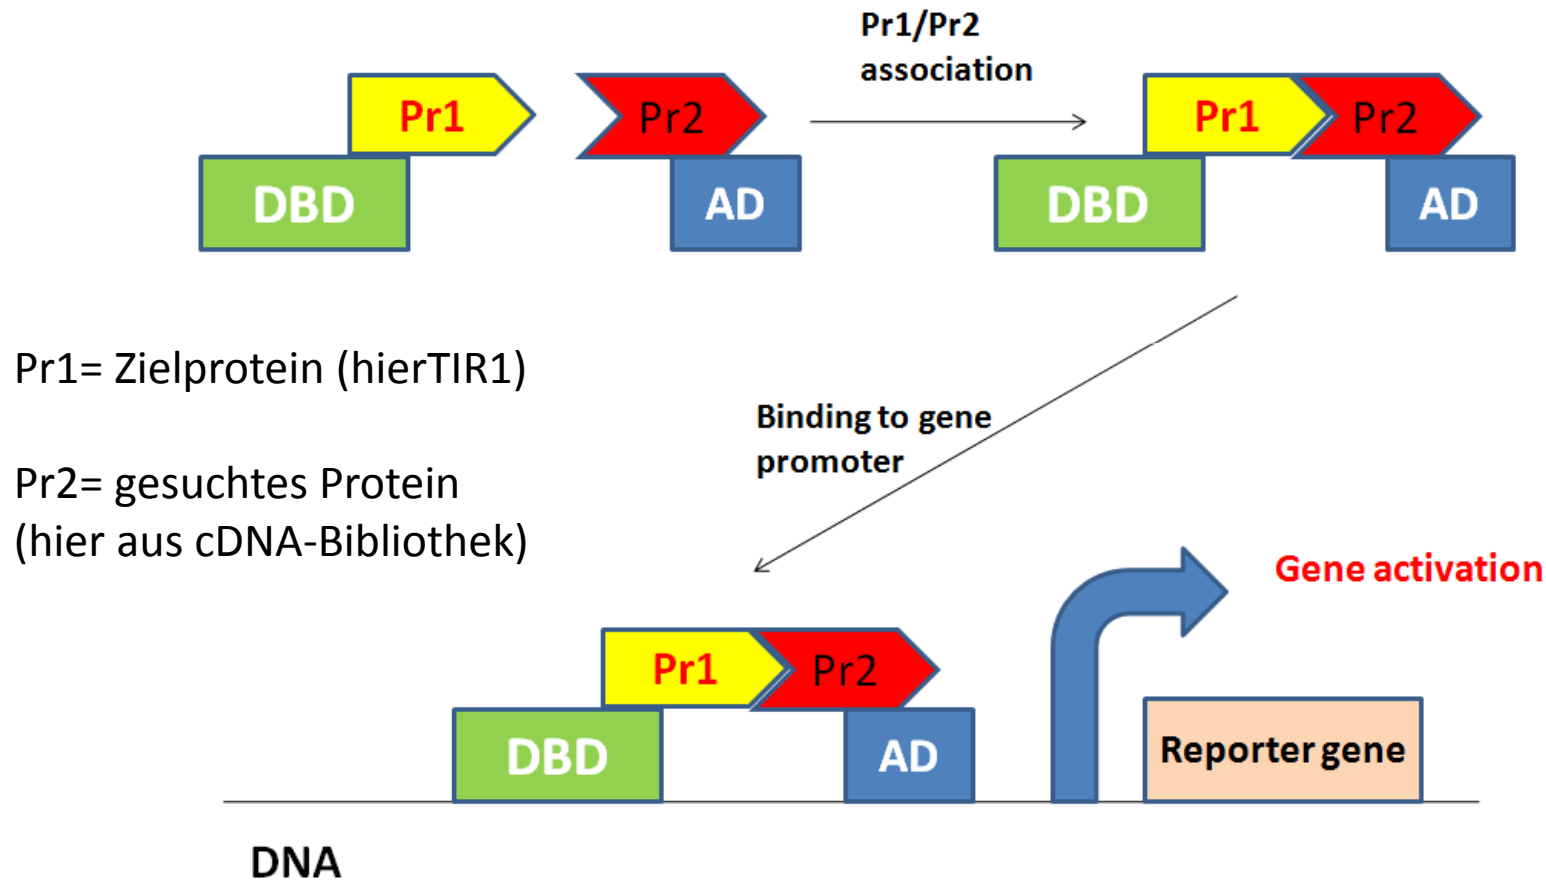 Pr1/Pr2
association
Pr1
Pr2
DBD
AD
Pr1
Pr2
DBD
AD
Pr1= Zielprotein (hierTIR1)
Binding to gene
promoter
Pr2= gesuchtes Protein
(hier aus cDNA-Bibliothek)
Gene activation
Pr1
Pr2
DBD
AD
Reporter gene
DNA